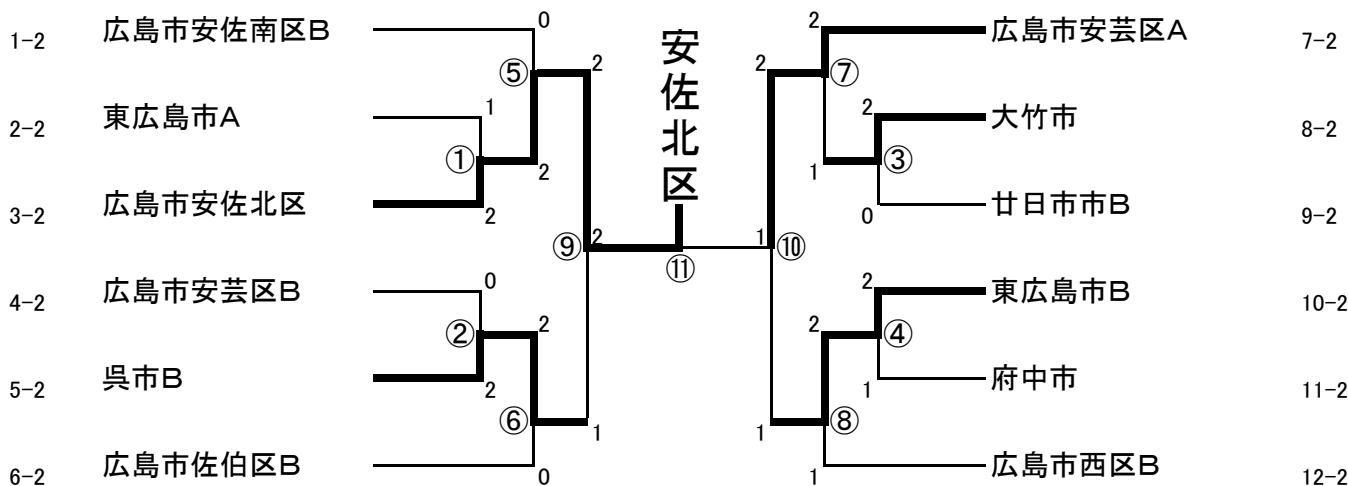 1-2 広島市安佐南区B 0
2-2 東広島市A 1
3-2 広島市安佐北区 2
4-2 広島市安芸区B 0
5-2 呉市B 2
6-2 広島市佐伯区B 0
① 2
② 2
⑤ 2
⑥ 1
⑨ 2
安佐北区
⑪
1 ⑩
2 ⑦
1 ⑧
1 ③
2 ④
2 広島市安芸区A 7-2
2 大竹市 8-2
0 廿日市市B 9-2
2 東広島市B 10-2
1 府中市 11-2
1 広島市西区B 12-2